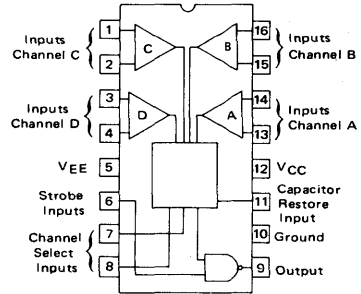 1
16
Inputs
Channel C
C
B
Inputs
Channel B
2
15
3
14
Inputs
Channel D
D
A
Inputs
Channel A
4
13
VEE
5
12
VCC
Strobe
Inputs
6
11
Capacitor
Restore
Input
Channel
Select
Inputs
7
10
Ground
8
9
Output